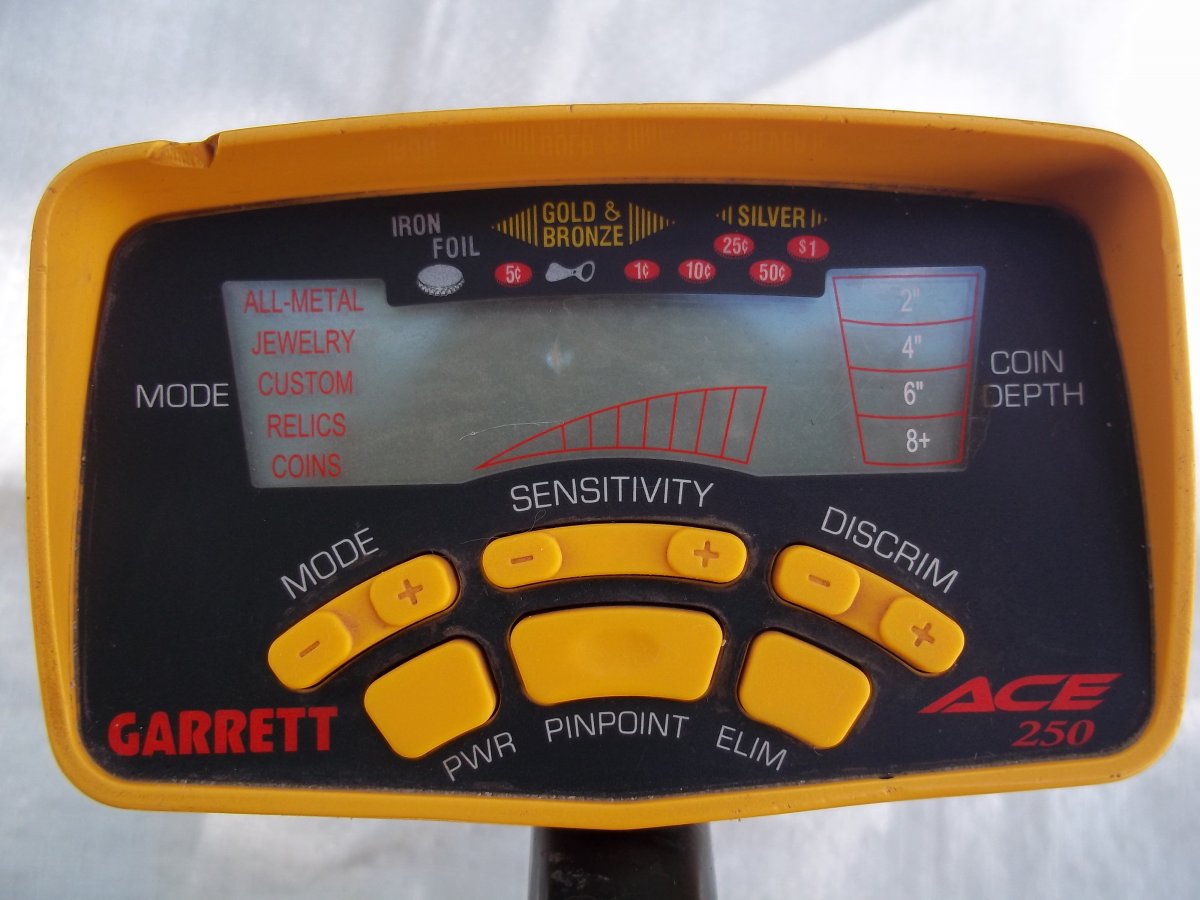 IRON
FOIL
GOLD &
BRONZE
SILVER
25¢
$1
5¢
1¢
10¢
50¢
ALL-METAL
JEWELRY
CUSTOM
RELICS
COINS
MODE
2"
4"
6"
8+
COIN
DEPTH
SENSITIVITY
MODE
DISCRIM
- +
- +
- +
GARRETT
PWR
PINPOINT
ELIM
ACE
250